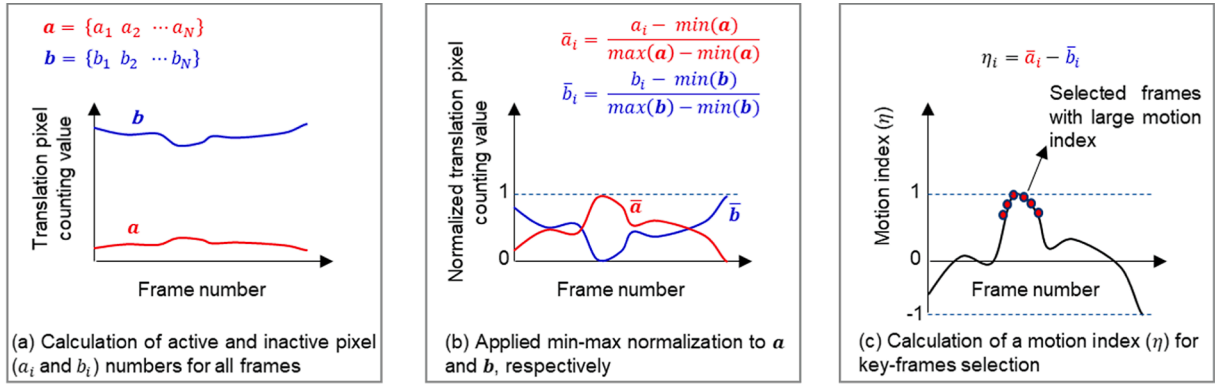 a = {a₁ a₂ ⋯a_N}
b = {b₁ b₂ ⋯b_N}
Translation pixel
counting value
b
a
Frame number
(a) Calculation of active and inactive pixel
(aᵢ and bᵢ) numbers for all frames
āᵢ = (aᵢ − min(a)) / (max(a) − min(a))
b̄ᵢ = (bᵢ − min(b)) / (max(b) − min(b))
Normalized translation pixel
counting value
1
0
ā
b̄
Frame number
(b) Applied min-max normalization to a
and b, respectively
ηᵢ = āᵢ − b̄ᵢ
Selected frames
with large motion
index
Motion index (η)
1
0
-1
Frame number
(c) Calculation of a motion index (η) for
key-frames selection